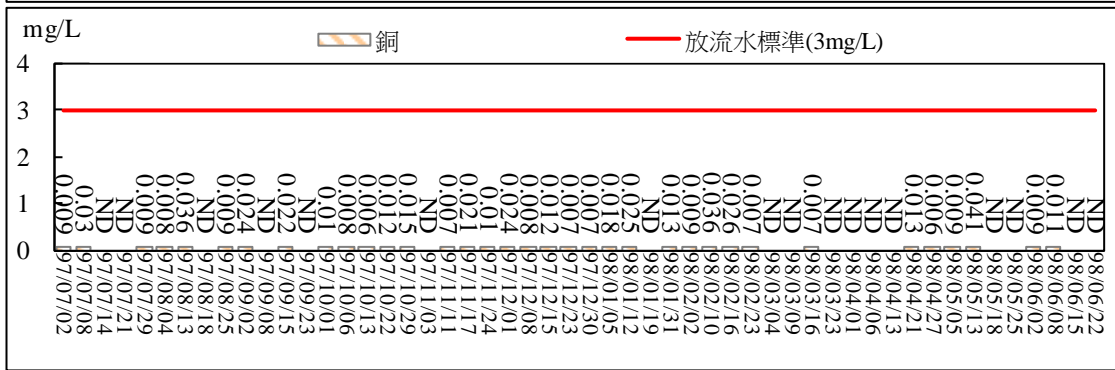 mg/L
銅
放流水標準(3mg/L)
4
3
2
1
0
0.009 0.03 ND ND 0.009 0.008 0.036 ND 0.069 0.024 ND 0.022 ND 0.01 0.008 0.006 0.012 0.015 ND 0.007 0.021 0.01 0.024 0.008 0.012 0.007 0.007 0.018 0.025 ND 0.013 0.009 0.036 0.026 0.007 ND ND 0.007 ND ND ND ND 0.013 0.006 0.009 0.041 ND ND 0.009 0.011 ND ND
97/07/02 97/07/08 97/07/14 97/07/21 97/07/29 97/08/04 97/08/13 97/08/18 97/08/25 97/09/02 97/09/08 97/09/15 97/09/23 97/10/01 97/10/06 97/10/13 97/10/22 97/10/29 97/11/03 97/11/11 97/11/17 97/11/24 97/12/01 97/12/08 97/12/15 97/12/23 97/12/30 98/01/05 98/01/12 98/01/19 98/01/31 98/02/02 98/02/10 98/02/16 98/02/23 98/03/04 98/03/09 98/03/16 98/03/23 98/04/01 98/04/06 98/04/13 98/04/21 98/04/27 98/05/05 98/05/13 98/05/18 98/05/25 98/06/02 98/06/08 98/06/15 98/06/22